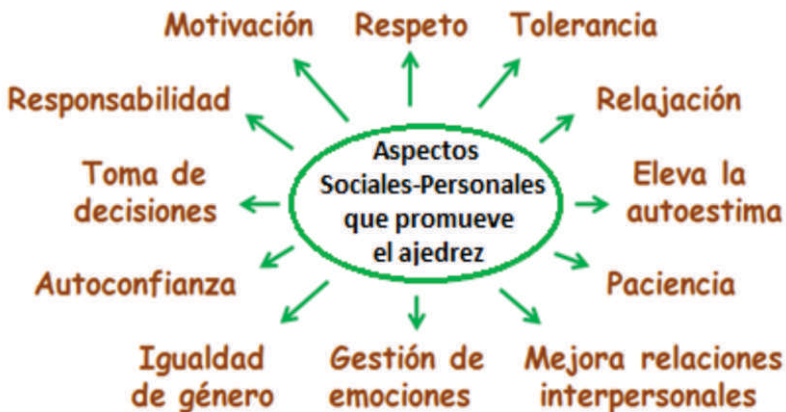 Motivación Respeto Tolerancia
Responsabilidad
Relajación
Aspectos
Sociales-Personales
que promueve
el ajedrez
Toma de
decisiones
Eleva la
autoestima
Autoconfianza
Paciencia
Igualdad
de género
Gestión de
emociones
Mejora relaciones
interpersonales